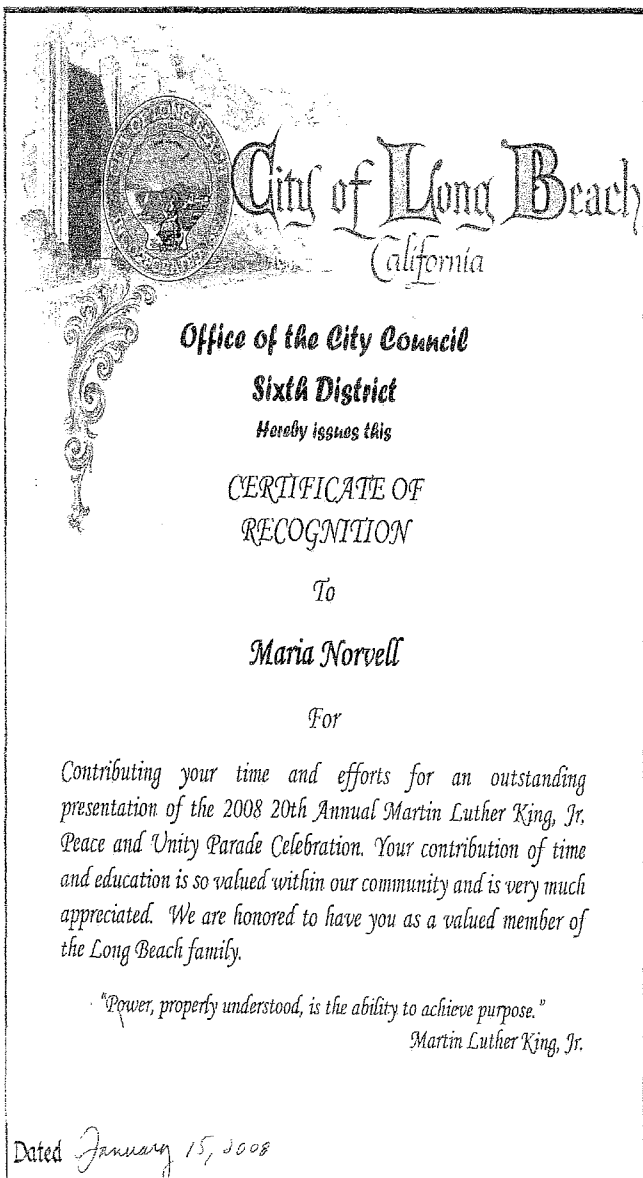 City of Long Beach
California
Office of the City Council
Sixth District
Hereby issues this
CERTIFICATE OF
RECOGNITION
To
Maria Norvell
For
Contributing your time and efforts for an outstanding
presentation of the 2008 20th Annual Martin Luther King, Jr.
Peace and Unity Parade Celebration. Your contribution of time
and education is so valued within our community and is very much
appreciated. We are honored to have you as a valued member of
the Long Beach family.
"Power, properly understood, is the ability to achieve purpose."
Martin Luther King, Jr.
Dated January 15, 2008